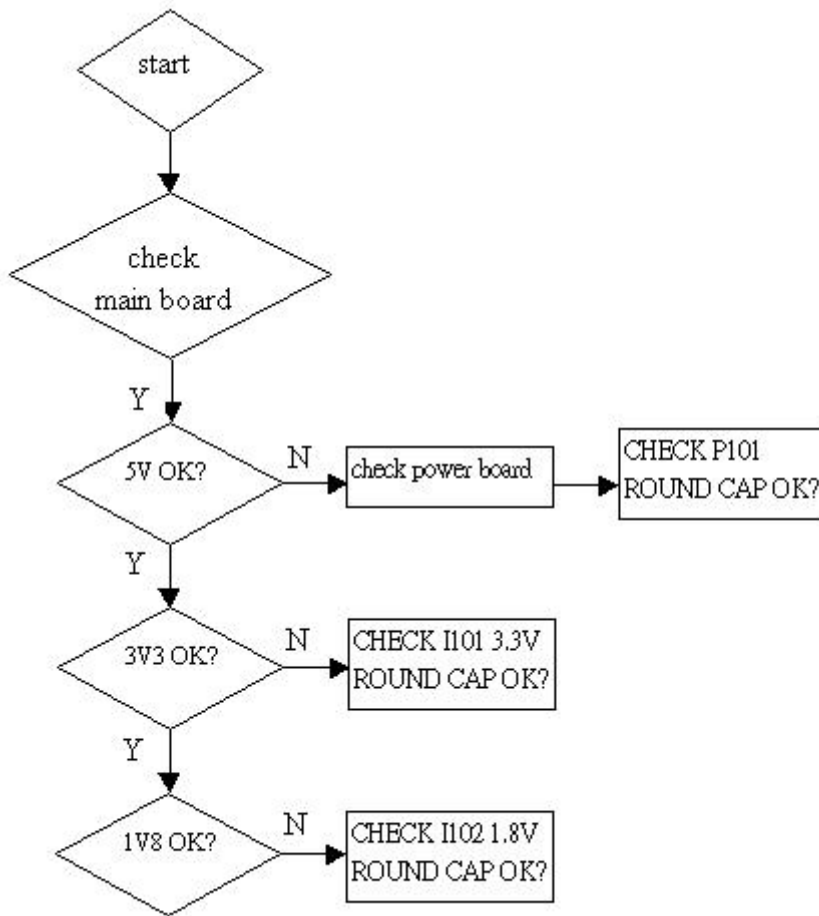 start
check
main board
Y
5V OK?
N
check power board
CHECK P101
ROUND CAP OK?
Y
3V3 OK?
N
CHECK I101 3.3V
ROUND CAP OK?
Y
1V8 OK?
N
CHECK I102 1.8V
ROUND CAP OK?